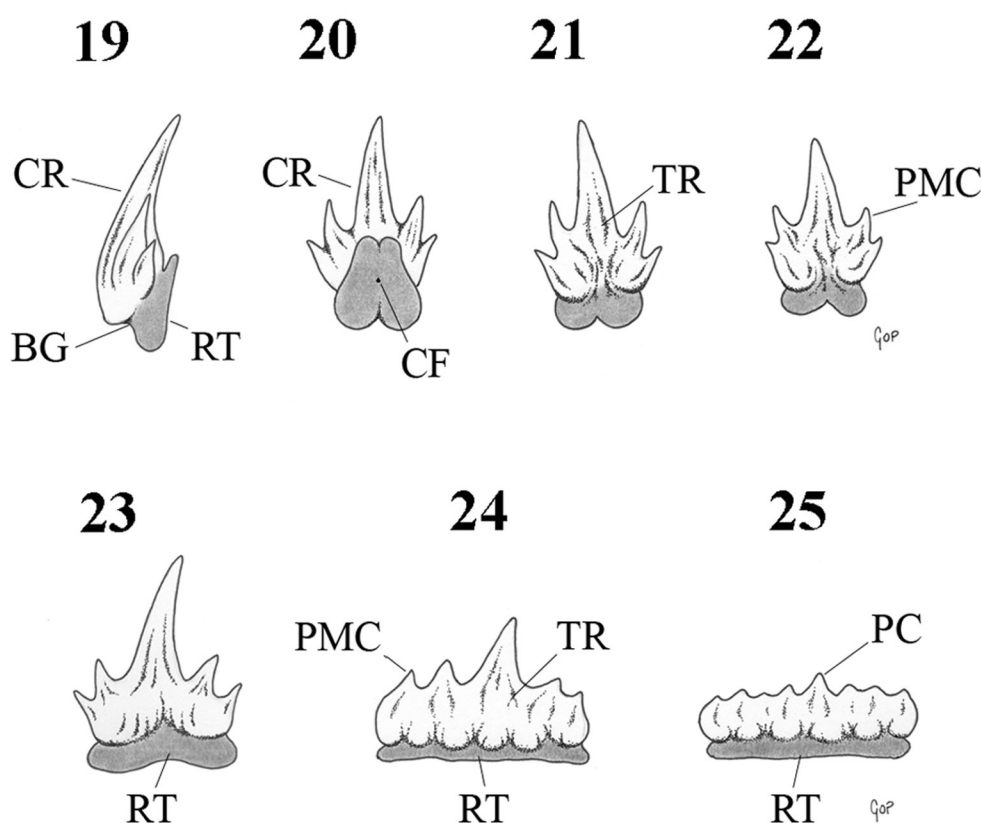 19 20 21 22
CR CR TR PMC
BG RT CF
GOP
23 24 25
PMC TR PC
RT RT RT
GOP